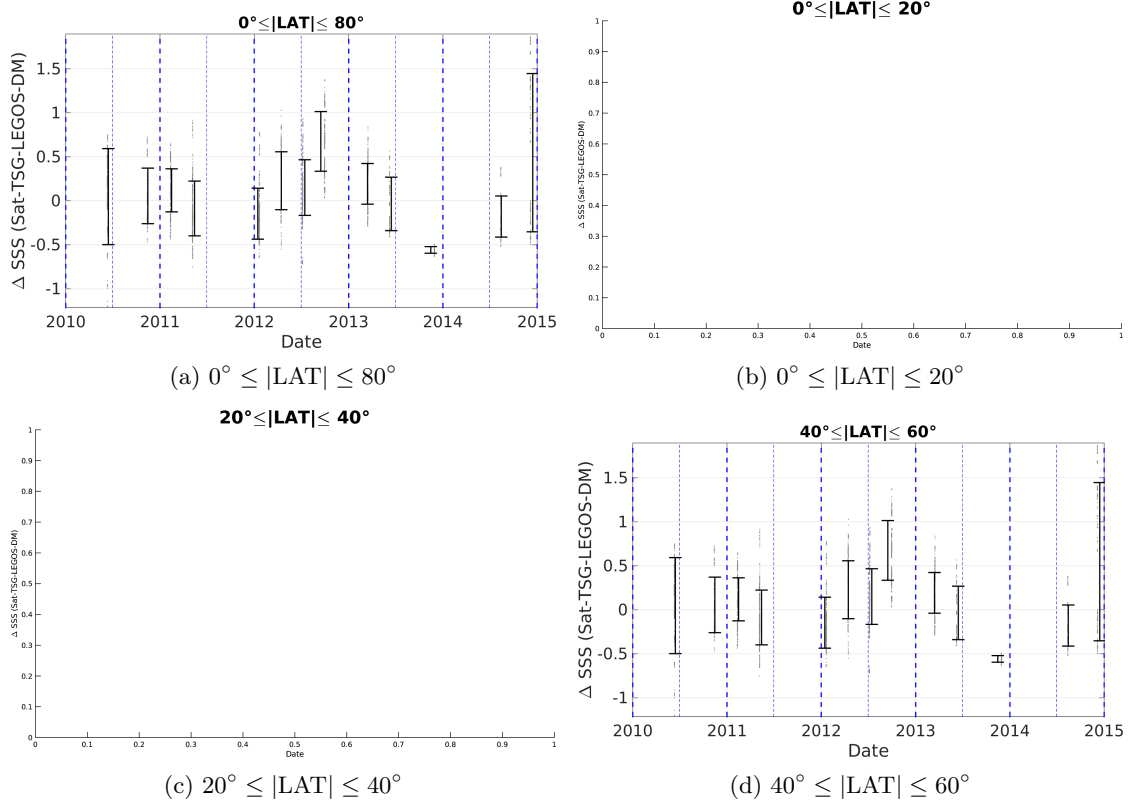 0°≤|LAT|≤ 80°
Δ SSS (Sat-TSG-LEGOS-DM)
1.5
1
0.5
0
-0.5
-1
2010 2011 2012 2013 2014 2015
Date
(a) 0° ≤ |LAT| ≤ 80°
0°≤|LAT|≤ 20°
Δ SSS (Sat-TSG-LEGOS-DM)
1
0.9
0.8
0.7
0.6
0.5
0.4
0.3
0.2
0.1
0
0 0.1 0.2 0.3 0.4 0.5 0.6 0.7 0.8 0.9 1
Date
(b) 0° ≤ |LAT| ≤ 20°
20°≤|LAT|≤ 40°
Δ SSS (Sat-TSG-LEGOS-DM)
1
0.9
0.8
0.7
0.6
0.5
0.4
0.3
0.2
0.1
0
0 0.1 0.2 0.3 0.4 0.5 0.6 0.7 0.8 0.9 1
Date
(c) 20° ≤ |LAT| ≤ 40°
40°≤|LAT|≤ 60°
Δ SSS (Sat-TSG-LEGOS-DM)
1.5
1
0.5
0
-0.5
-1
2010 2011 2012 2013 2014 2015
Date
(d) 40° ≤ |LAT| ≤ 60°